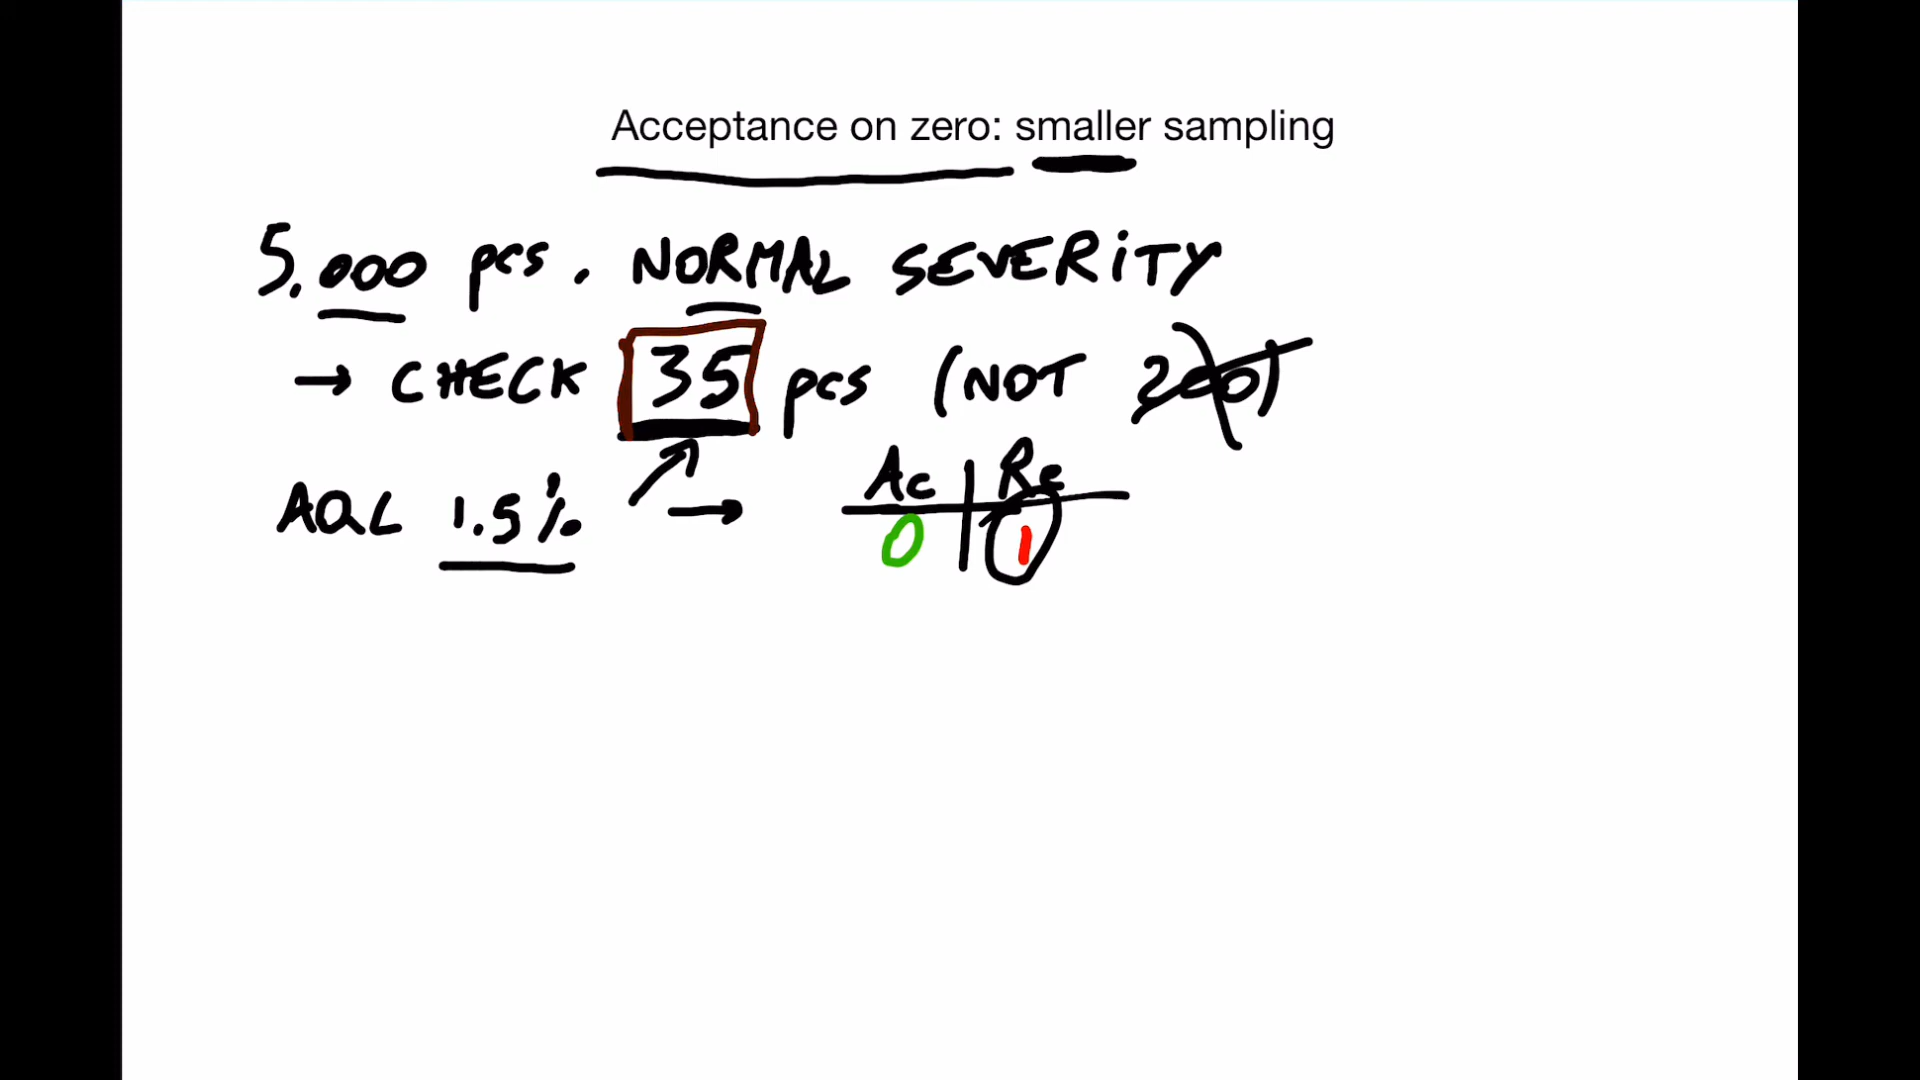 Acceptance on zero: smaller sampling
5.000 pcs. NORMAL SEVERITY
→ CHECK 35 pcs (NOT 200)
AQL 1.5% → Ac Re
0 1